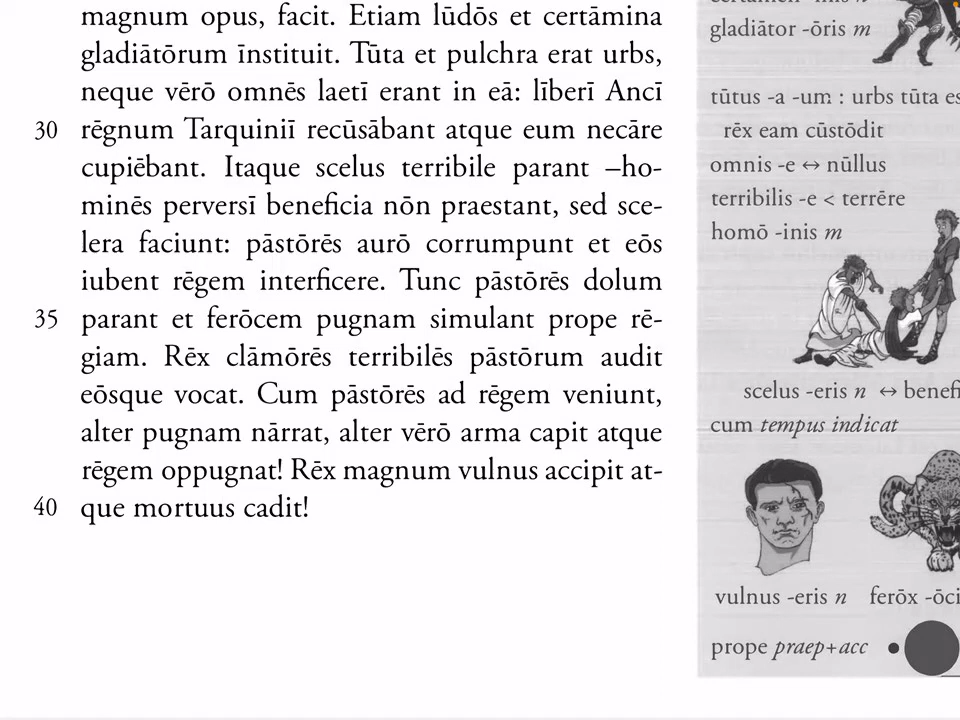 magnum opus, facit. Etiam lūdōs et certāmina
gladiātōrum īnstituit. Tūta et pulchra erat urbs,
neque vērō omnēs laetī erant in eā: līberī Ancī
30 rēgnum Tarquiniī recūsābant atque eum necāre
cupiēbant. Itaque scelus terribile parant –ho-
minēs perversī beneficia nōn praestant, sed sce-
lera faciunt: pāstōrēs aurō corrumpunt et eōs
iubent rēgem interficere. Tunc pāstōrēs dolum
35 parant et ferōcem pugnam simulant prope rē-
giam. Rēx clāmōrēs terribilēs pāstōrum audit
eōsque vocat. Cum pāstōrēs ad rēgem veniunt,
alter pugnam nārrat, alter vērō arma capit atque
rēgem oppugnat! Rēx magnum vulnus accipit at-
40 que mortuus cadit!
gladiātor -ōris m
tūtus -a -um : urbs tūta es
rēx eam cūstōdit
omnis -e ↔ nūllus
terribilis -e < terrēre
homō -inis m
scelus -eris n ↔ benefi
cum tempus indicat
vulnus -eris n ferōx -ōci
prope praep+acc